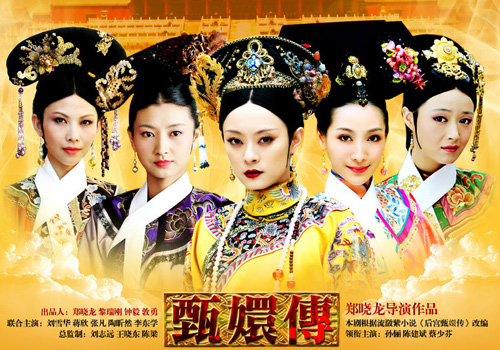 出品人：郑晓龙 黎瑞刚 钟毅 敦勇
联合主演：刘雪华 蒋欣 张凡 陶昕然 李东学
总监制：刘志远 王晓东 陈梁
甄嬛傳
郑晓龙导演作品
本剧根据流潋紫小说《后宫甄嬛传》改编
领衔主演：孙俪 陈建斌 蔡少芬